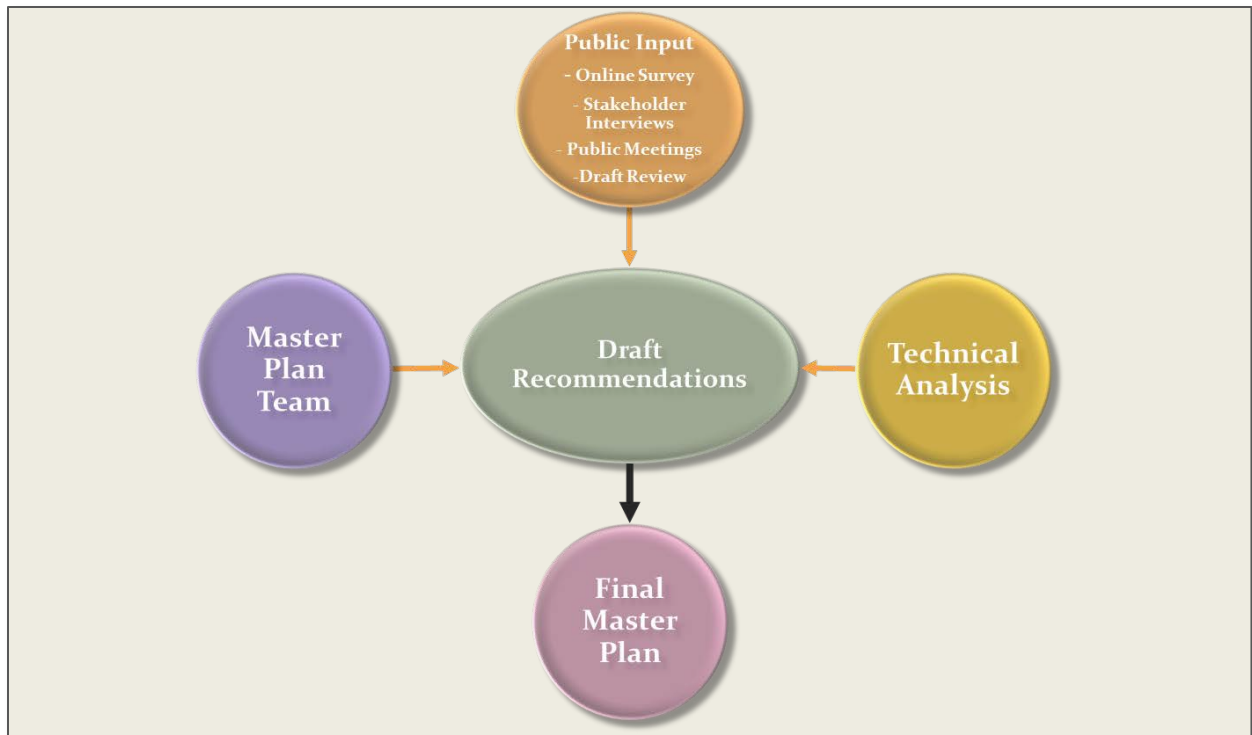 Public Input
- Online Survey
- Stakeholder
Interviews
- Public Meetings
-Draft Review
Master
Plan
Team
Draft
Recommendations
Technical
Analysis
Final
Master
Plan